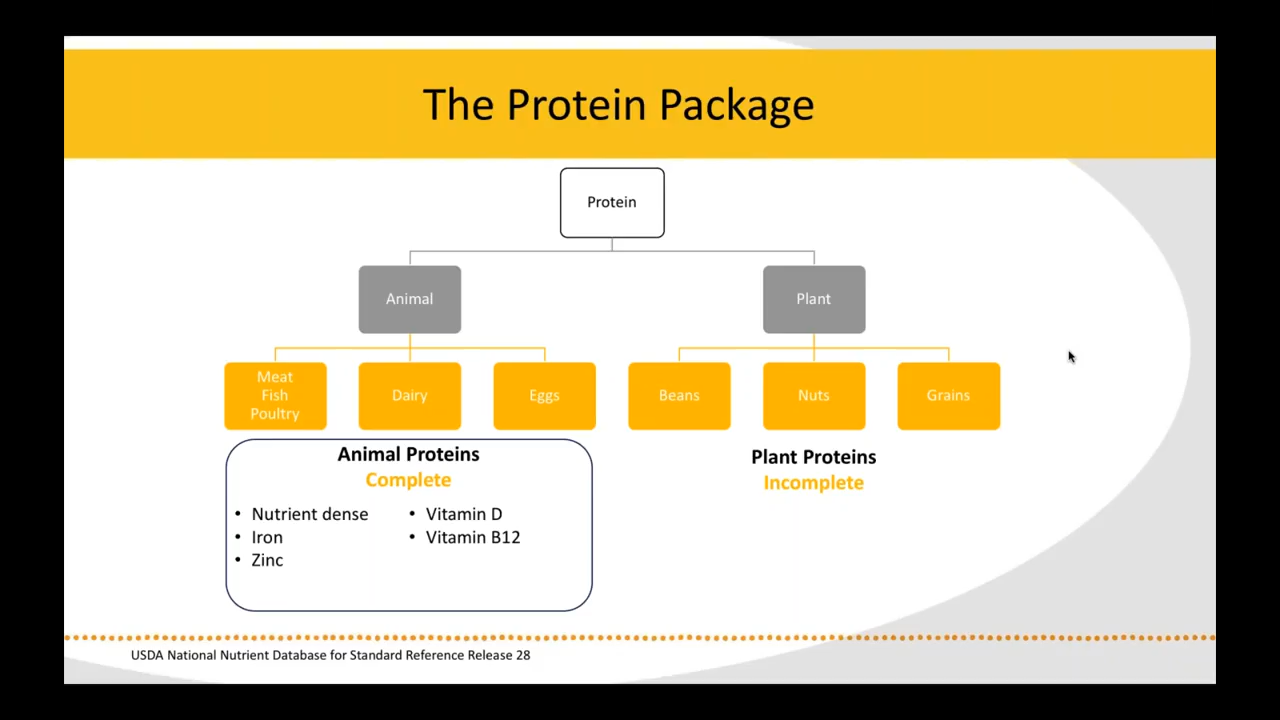 The Protein Package
Protein
Animal
Plant
Meat
Fish
Poultry
Dairy
Eggs
Beans
Nuts
Grains
Animal Proteins
Complete
• Nutrient dense
• Iron
• Zinc
• Vitamin D
• Vitamin B12
Plant Proteins
Incomplete
USDA National Nutrient Database for Standard Reference Release 28